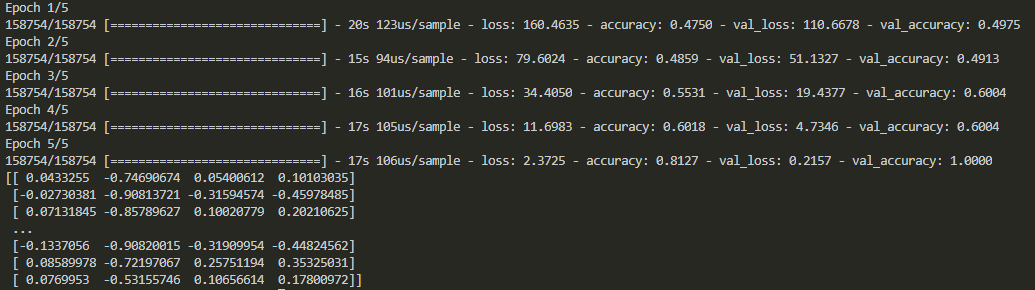 Epoch 1/5
158754/158754 [==============================] - 20s 123us/sample - loss: 160.4635 - accuracy: 0.4750 - val_loss: 110.6678 - val_accuracy: 0.4975
Epoch 2/5
158754/158754 [==============================] - 15s 94us/sample - loss: 79.6024 - accuracy: 0.4859 - val_loss: 51.1327 - val_accuracy: 0.4913
Epoch 3/5
158754/158754 [==============================] - 16s 101us/sample - loss: 34.4050 - accuracy: 0.5531 - val_loss: 19.4377 - val_accuracy: 0.6004
Epoch 4/5
158754/158754 [==============================] - 17s 105us/sample - loss: 11.6983 - accuracy: 0.6018 - val_loss: 4.7346 - val_accuracy: 0.6004
Epoch 5/5
158754/158754 [==============================] - 17s 106us/sample - loss: 2.3725 - accuracy: 0.8127 - val_loss: 0.2157 - val_accuracy: 1.0000
[[ 0.0433255  -0.74690674  0.05400612  0.10103035]
 [-0.02730381 -0.90813721 -0.31594574 -0.45978485]
 [ 0.07131845 -0.85789627  0.10020779  0.20210625]
 ...
 [-0.1337056  -0.90820015 -0.31909954 -0.44824562]
 [ 0.08589978 -0.72197067  0.25751194  0.35325031]
 [ 0.0769953  -0.53155746  0.10656614  0.17800972]]